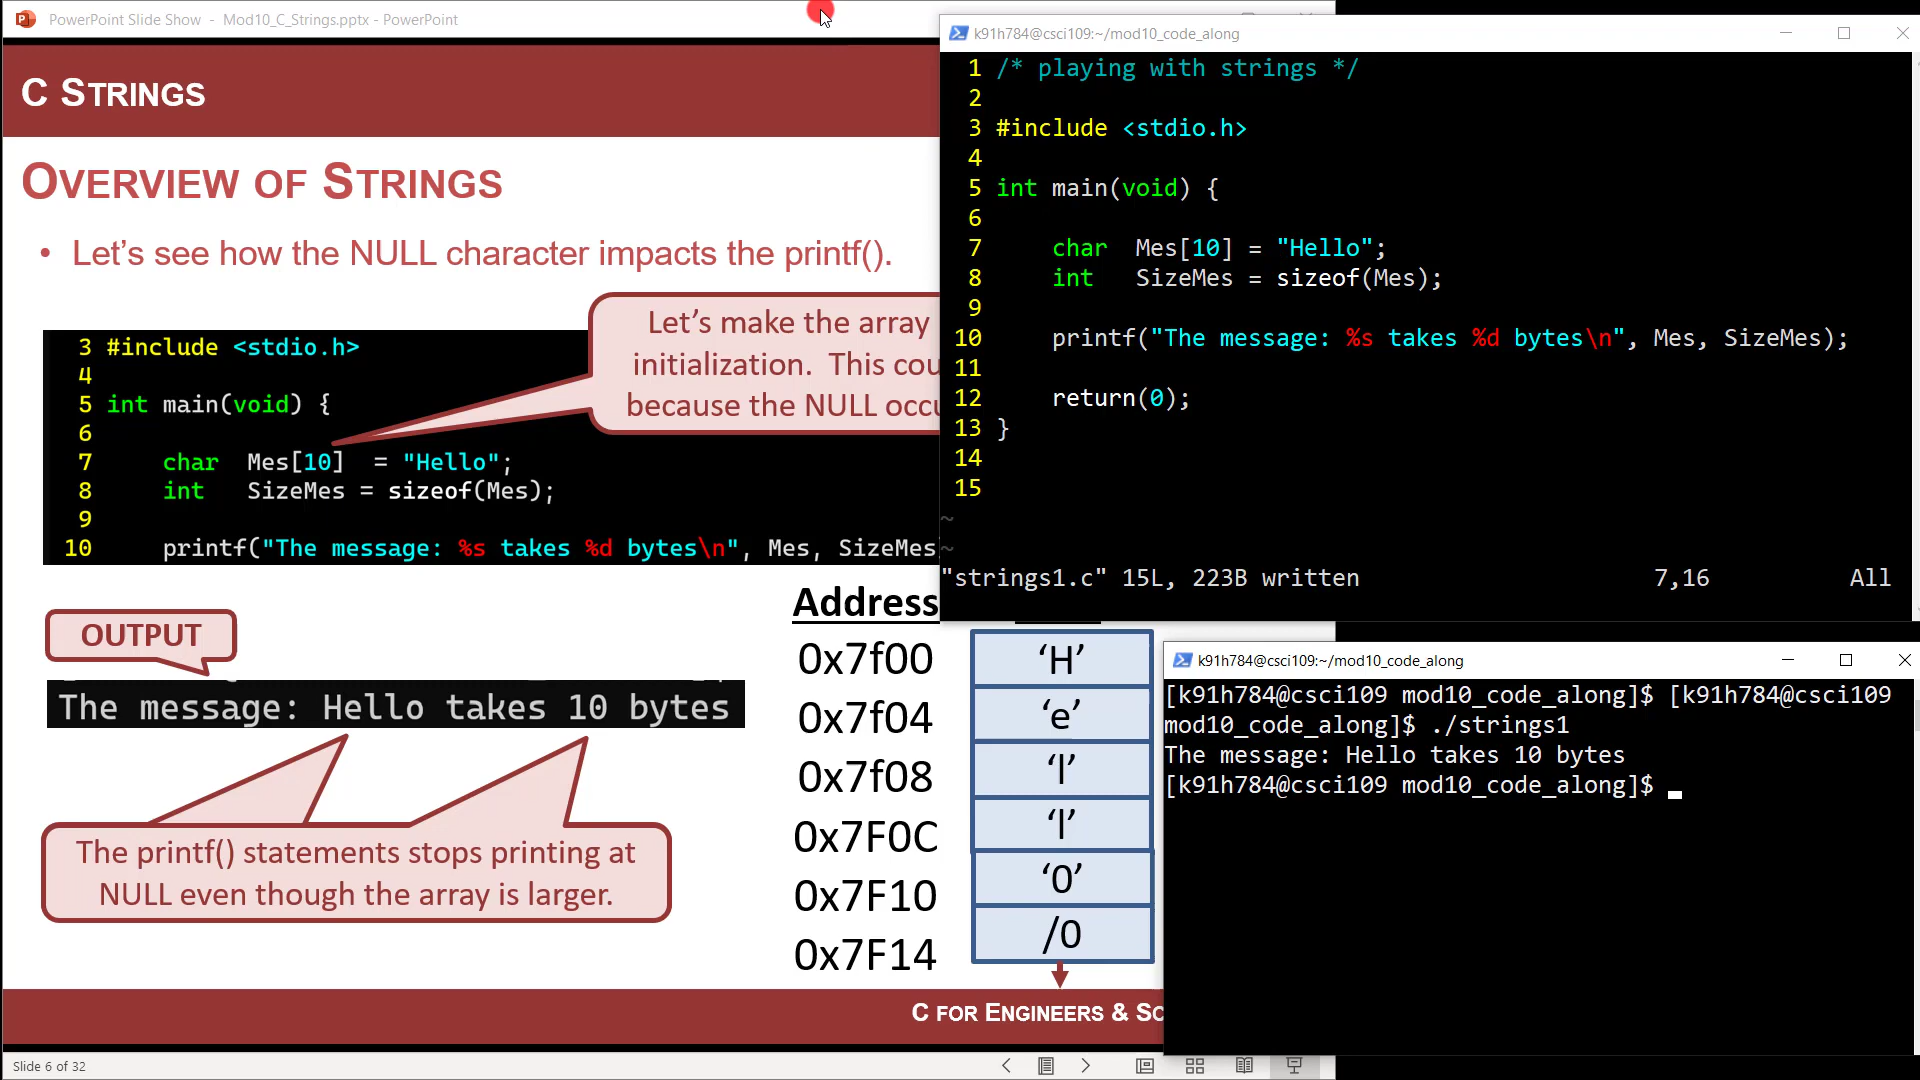 PowerPoint Slide Show - Mod10_C_Strings.pptx - PowerPoint
C STRINGS
OVERVIEW OF STRINGS
• Let's see how the NULL character impacts the printf().
Let's make the array
initialization. This cou
because the NULL occu
3 #include <stdio.h>
4
5 int main(void) {
6
7 char Mes[10] = "Hello";
8 int SizeMes = sizeof(Mes);
9
10 printf("The message: %s takes %d bytes\n", Mes, SizeMes
OUTPUT
The message: Hello takes 10 bytes
The printf() statements stops printing at
NULL even though the array is larger.
Address
0x7f00 'H'
0x7f04 'e'
0x7f08 'l'
0x7F0C 'l'
0x7F10 '0'
0x7F14 /0
C FOR ENGINEERS & SC
Slide 6 of 32
k91h784@csci109:~/mod10_code_along
1 /* playing with strings */
2
3 #include <stdio.h>
4
5 int main(void) {
6
7 char Mes[10] = "Hello";
8 int SizeMes = sizeof(Mes);
9
10 printf("The message: %s takes %d bytes\n", Mes, SizeMes);
11
12 return(0);
13 }
14
15
~
~
"strings1.c" 15L, 223B written 7,16 All
k91h784@csci109:~/mod10_code_along
[k91h784@csci109 mod10_code_along]$ [k91h784@csci109
mod10_code_along]$ ./strings1
The message: Hello takes 10 bytes
[k91h784@csci109 mod10_code_along]$